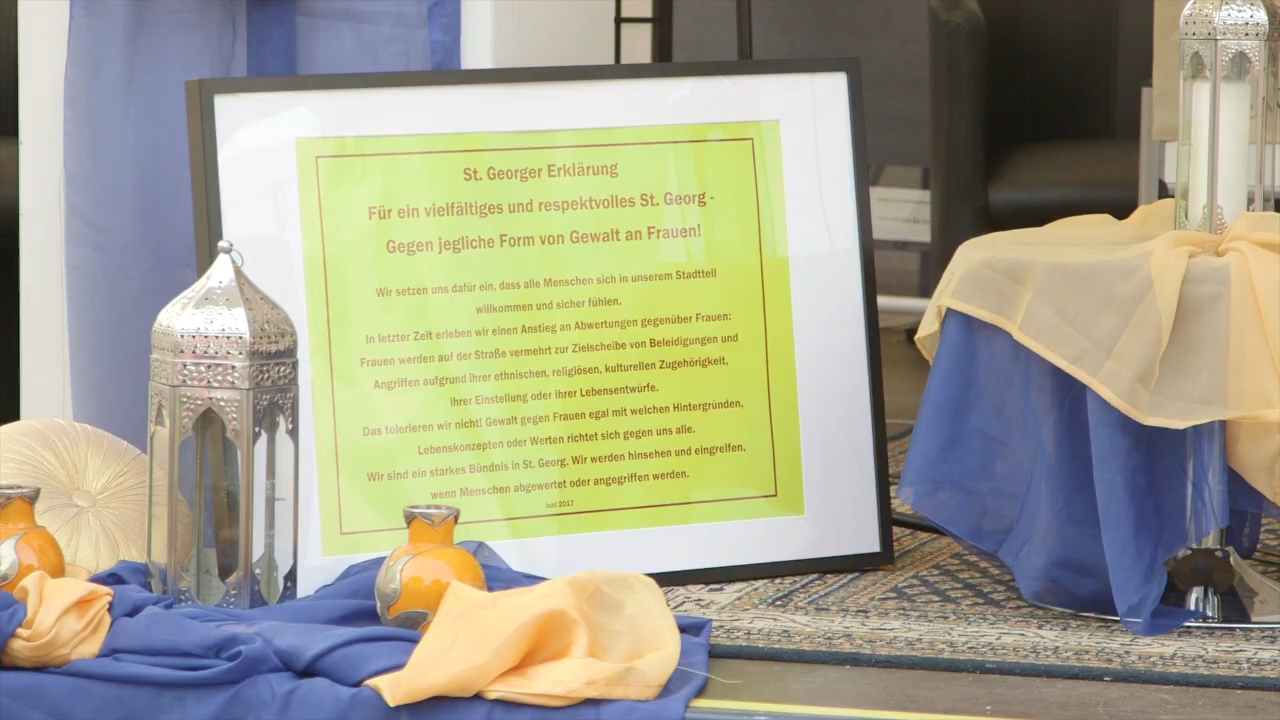 St. Georger Erklärung
Für ein vielfältiges und respektvolles St. Georg -
Gegen jegliche Form von Gewalt an Frauen!
Wir setzen uns dafür ein, dass alle Menschen sich in unserem Stadtteil
willkommen und sicher fühlen.
In letzter Zeit erleben wir einen Anstieg an Abwertungen gegenüber Frauen:
Frauen werden auf der Straße vermehrt zur Zielscheibe von Beleidigungen und
Angriffen aufgrund ihrer ethnischen, religiösen, kulturellen Zugehörigkeit,
ihrer Einstellung oder ihrer Lebensentwürfe.
Das tolerieren wir nicht! Gewalt gegen Frauen egal mit welchen Hintergründen,
Lebenskonzepten oder Werten richtet sich gegen uns alle.
Wir sind ein starkes Bündnis in St. Georg. Wir werden hinsehen und eingreifen,
wenn Menschen abgewertet oder angegriffen werden.
Juni 2017